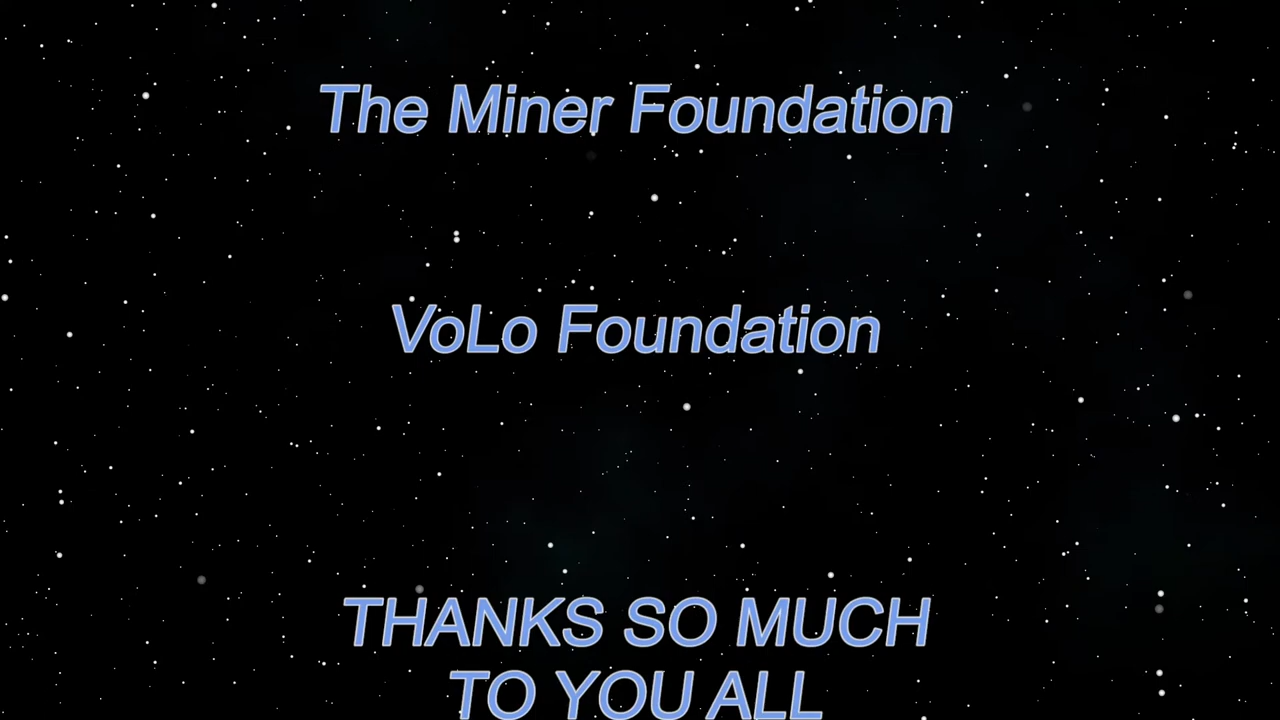 The Miner Foundation
VoLo Foundation
THANKS SO MUCH
TO YOU ALL